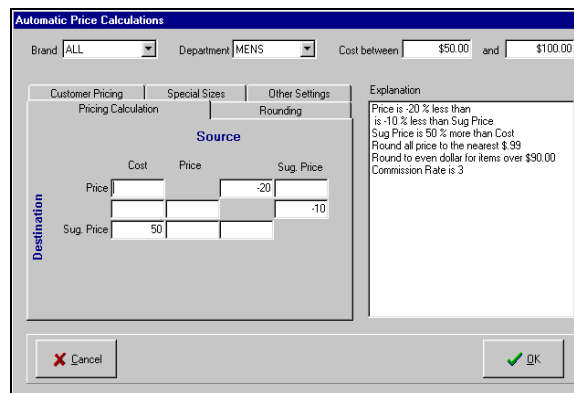 Automatic Price Calculations
Brand ALL Department MENS Cost between $50.00 and $100.00
Customer Pricing Special Sizes Other Settings
Pricing Calculation Rounding
Source
Cost Price Sug. Price
Price -20
-10
Sug. Price 50
Destination
Explanation
Price is -20 % less than
is -10 % less than Sug Price
Sug Price is 50 % more than Cost
Round all price to the nearest $.99
Round to even dollar for items over $90.00
Commission Rate is 3
Cancel
OK